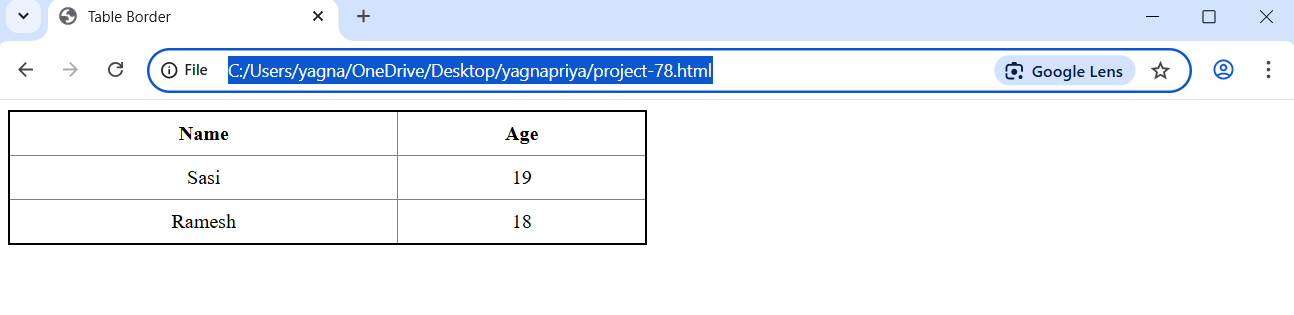 Table Border
File C:/Users/yagna/OneDrive/Desktop/yagnapriya/project-78.html Google Lens
Name Age
Sasi 19
Ramesh 18